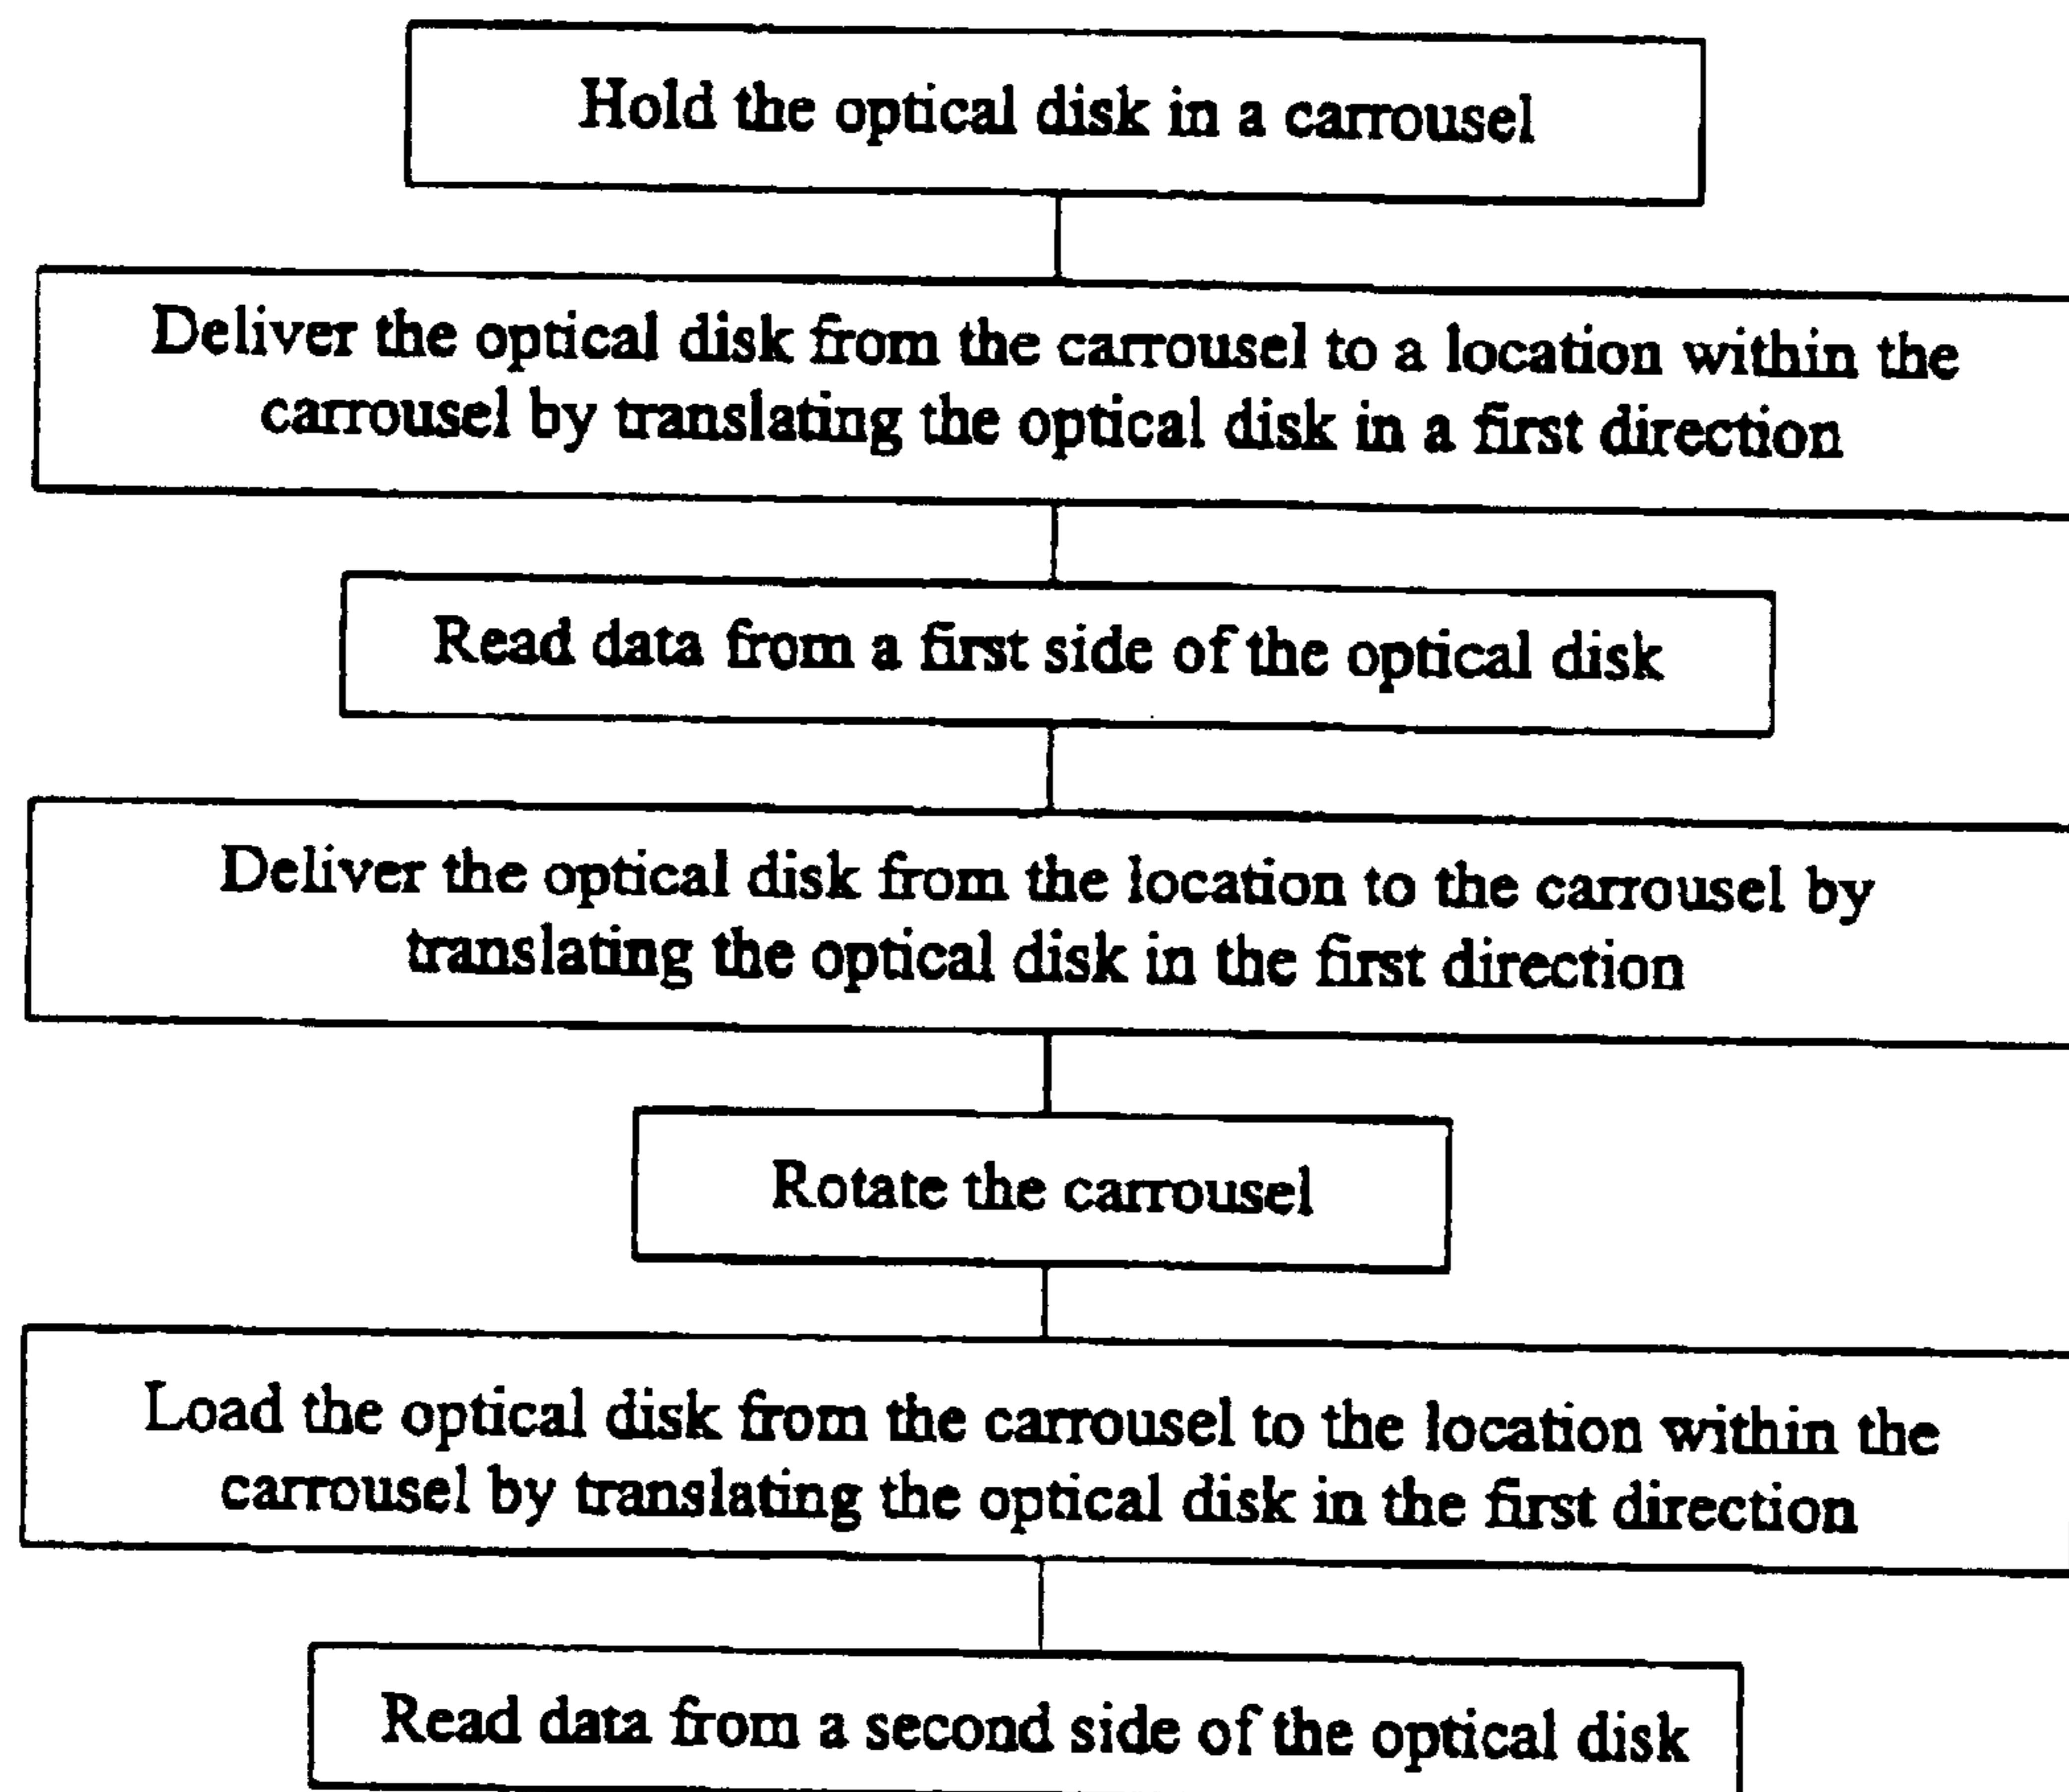 Hold the optical disk in a carrousel
Deliver the optical disk from the carrousel to a location within the
carrousel by translating the optical disk in a first direction
Read data from a first side of the optical disk
Deliver the optical disk from the location to the carrousel by
translating the optical disk in the first direction
Rotate the carrousel
Load the optical disk from the carrousel to the location within the
carrousel by translating the optical disk in the first direction
Read data from a second side of the optical disk